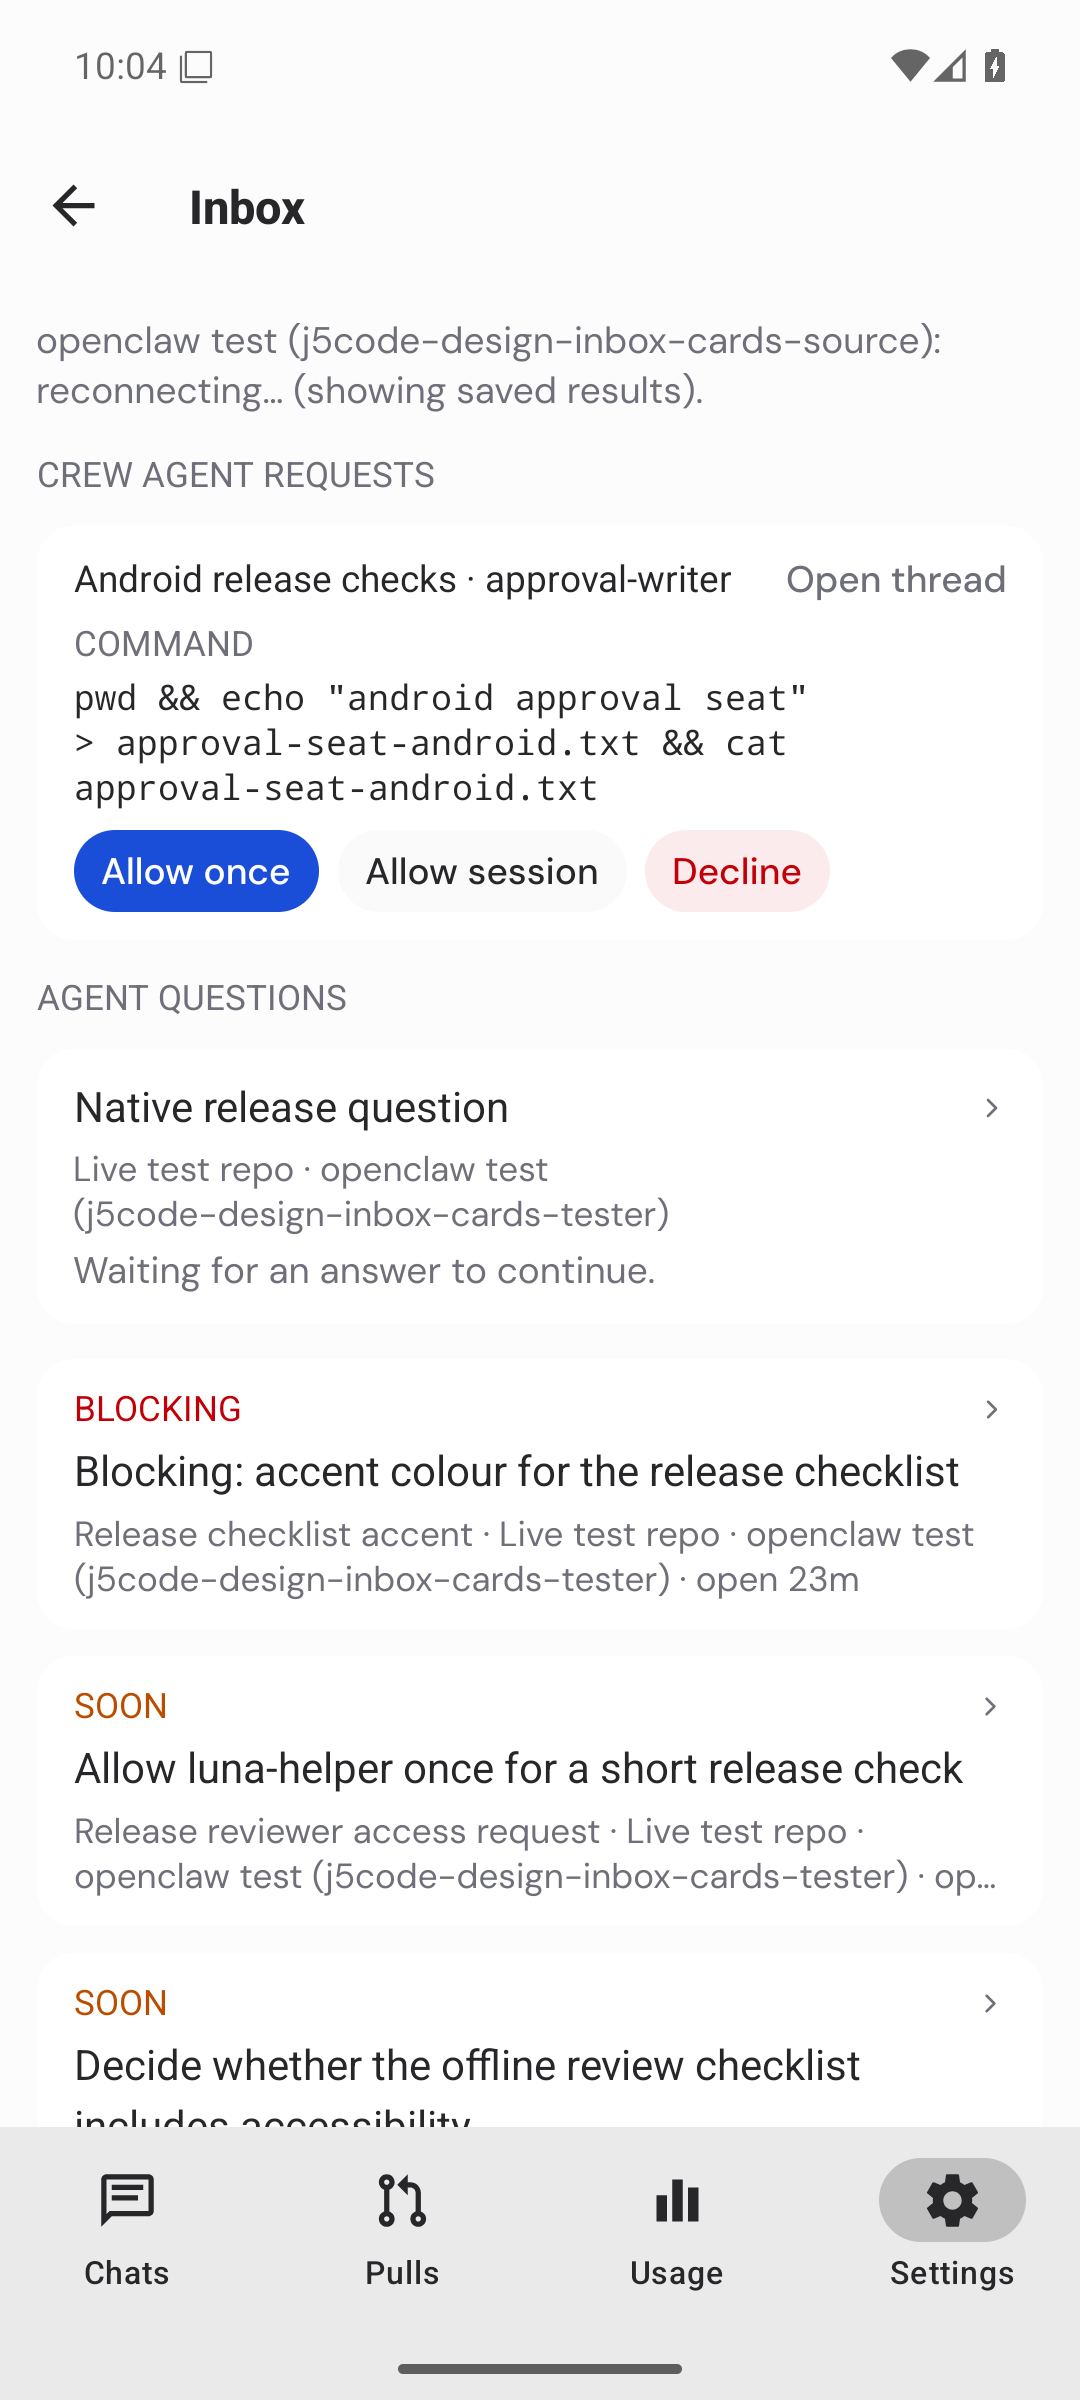 10:04
Inbox
openclaw test (j5code-design-inbox-cards-source):
reconnecting... (showing saved results).
CREW AGENT REQUESTS
Android release checks · approval-writer
Open thread
COMMAND
pwd && echo "android approval seat"
> approval-seat-android.txt && cat
approval-seat-android.txt
Allow once
Allow session
Decline
AGENT QUESTIONS
Native release question
Live test repo · openclaw test
(j5code-design-inbox-cards-tester)
Waiting for an answer to continue.
BLOCKING
Blocking: accent colour for the release checklist
Release checklist accent · Live test repo · openclaw test
(j5code-design-inbox-cards-tester) · open 23m
SOON
Allow luna-helper once for a short release check
Release reviewer access request · Live test repo ·
openclaw test (j5code-design-inbox-cards-tester) · op...
SOON
Decide whether the offline review checklist
includes accessibility
Chats
Pulls
Usage
Settings